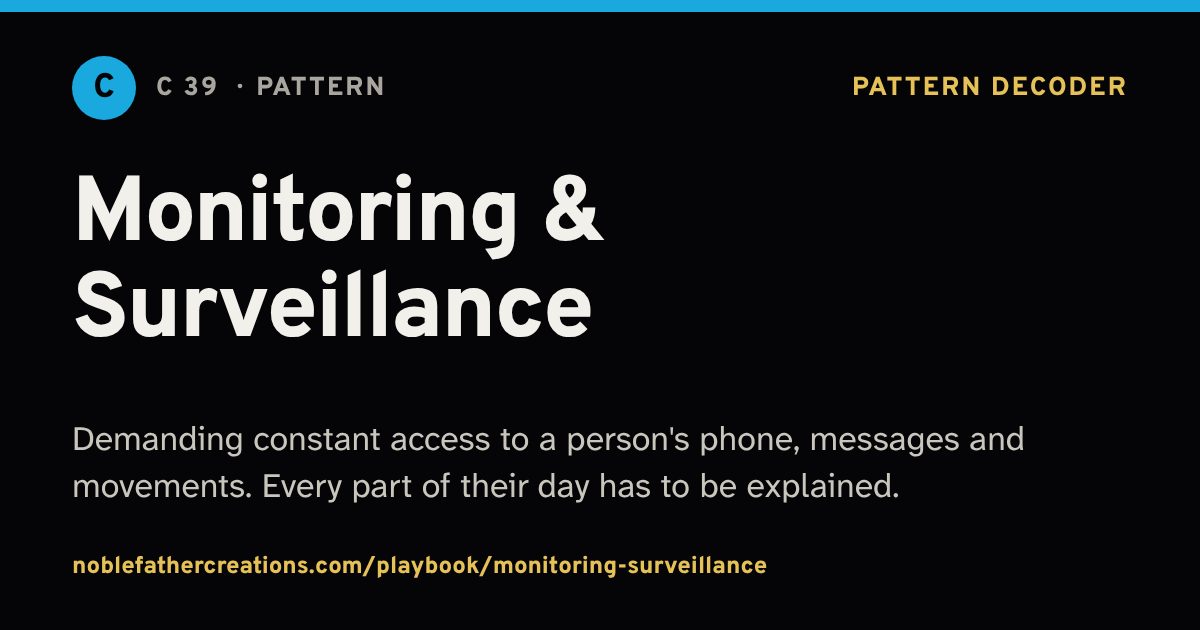 C
C 39 · PATTERN
PATTERN DECODER
Monitoring &
Surveillance
Demanding constant access to a person's phone, messages and
movements. Every part of their day has to be explained.
noblefathercreations.com/playbook/monitoring-surveillance